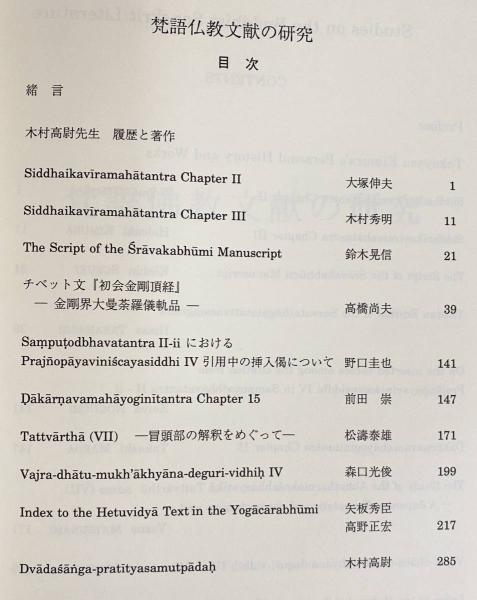 梵語仏教文献の研究
目 次
緒 言
木村高尉先生 履歴と著作
Siddhaikavīramahātantra Chapter II 大塚伸夫 1
Siddhaikavīramahātantra Chapter III 木村秀明 11
The Script of the Śrāvakabhūmi Manuscript 鈴木晃信 21
チベット文『初会金剛頂経』
― 金剛界大曼荼羅儀軌品 ― 高橋尚夫 39
Saṃpuṭodbhavatantra II-ii における
Prajñopāyaviniścayasiddhi IV 引用中の挿入偈について 野口圭也 141
Ḍākārṇavamahāyoginītantra Chapter 15 前田 崇 147
Tattvārthā (VII) ―冒頭部の解釈をめぐって― 松濤泰雄 171
Vajra-dhātu-mukh'ākhyāna-deguri-vidhiḥ IV 森口光俊 199
Index to the Hetuvidyā Text in the Yogācārabhūmi 矢板秀臣
高野正宏 217
Dvādaśāṅga-pratītyasamutpādaḥ 木村高尉 285